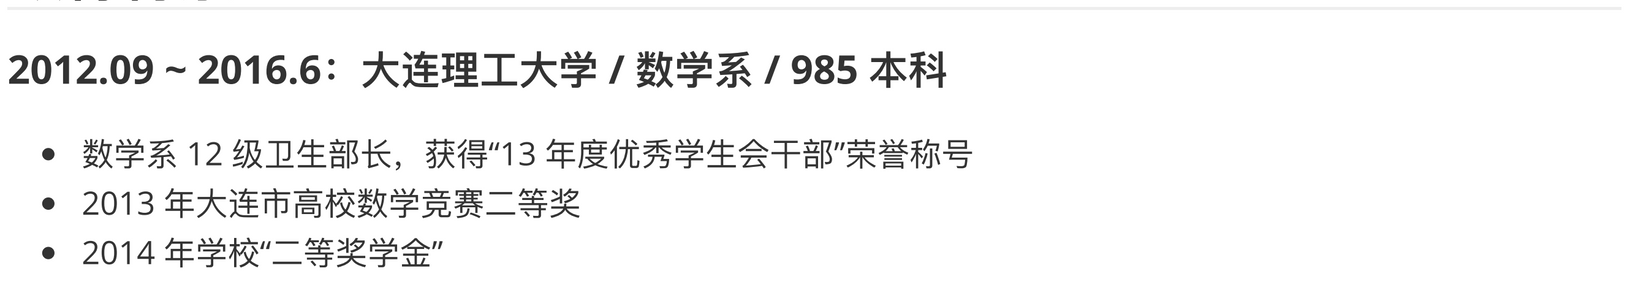 2012.09 ~ 2016.6：大连理工大学 / 数学系 / 985 本科
数学系 12 级卫生部长，获得“13 年度优秀学生会干部”荣誉称号
2013 年大连市高校数学竞赛二等奖
2014 年学校“二等奖学金”